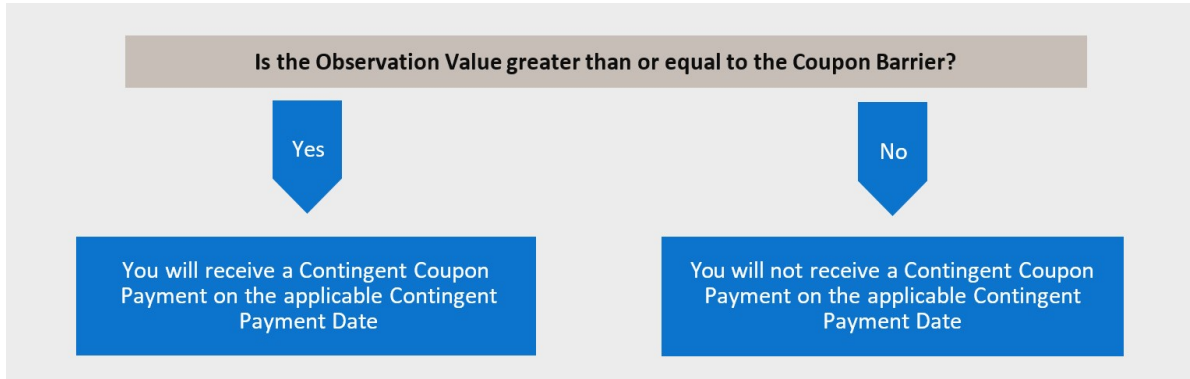 Is the Observation Value greater than or equal to the Coupon Barrier?
Yes
No
You will receive a Contingent Coupon
Payment on the applicable Contingent
Payment Date
You will not receive a Contingent Coupon
Payment on the applicable Contingent
Payment Date